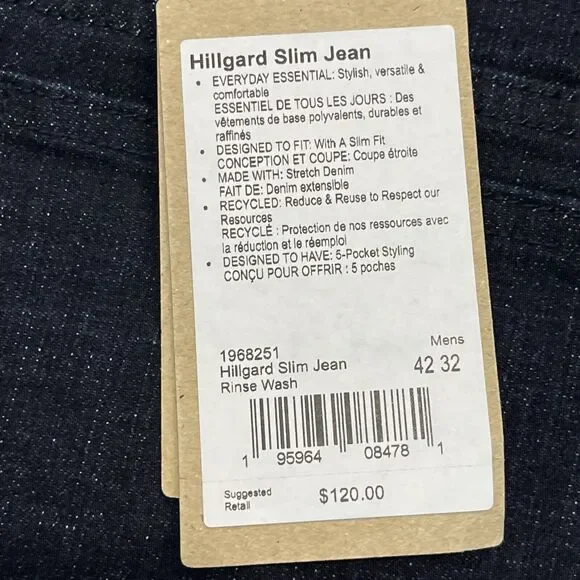 Hillgard Slim Jean
• EVERYDAY ESSENTIAL: Stylish, versatile &
comfortable
ESSENTIEL DE TOUS LES JOURS : Des
vêtements de base polyvalents, durables et
raffinés
• DESIGNED TO FIT: With A Slim Fit
CONCEPTION ET COUPE: Coupe étroite
• MADE WITH: Stretch Denim
FAIT DE: Denim extensible
• RECYCLED: Reduce & Reuse to Respect our
Resources
RECYCLÉ : Protection de nos ressources avec
la réduction et le réemploi
• DESIGNED TO HAVE: 5-Pocket Styling
CONÇU POUR OFFRIR : 5 poches
1968251
Mens
Hillgard Slim Jean
42 32
Rinse Wash
1 95964 08478 1
Suggested
Retail
$120.00